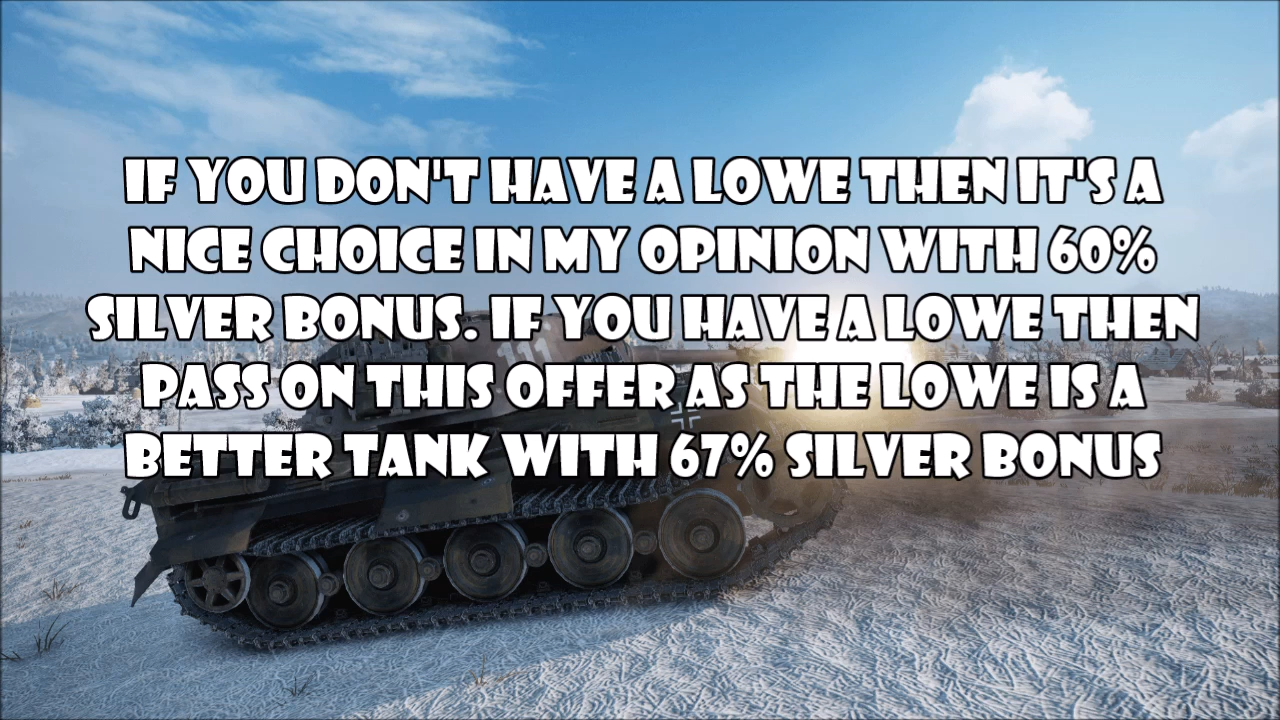 IF YOU DON'T HAVE A LOWE THEN IT'S A
NICE CHOICE IN MY OPINION WITH 60%
SILVER BONUS. IF YOU HAVE A LOWE THEN
PASS ON THIS OFFER AS THE LOWE IS A
BETTER TANK WITH 67% SILVER BONUS
111